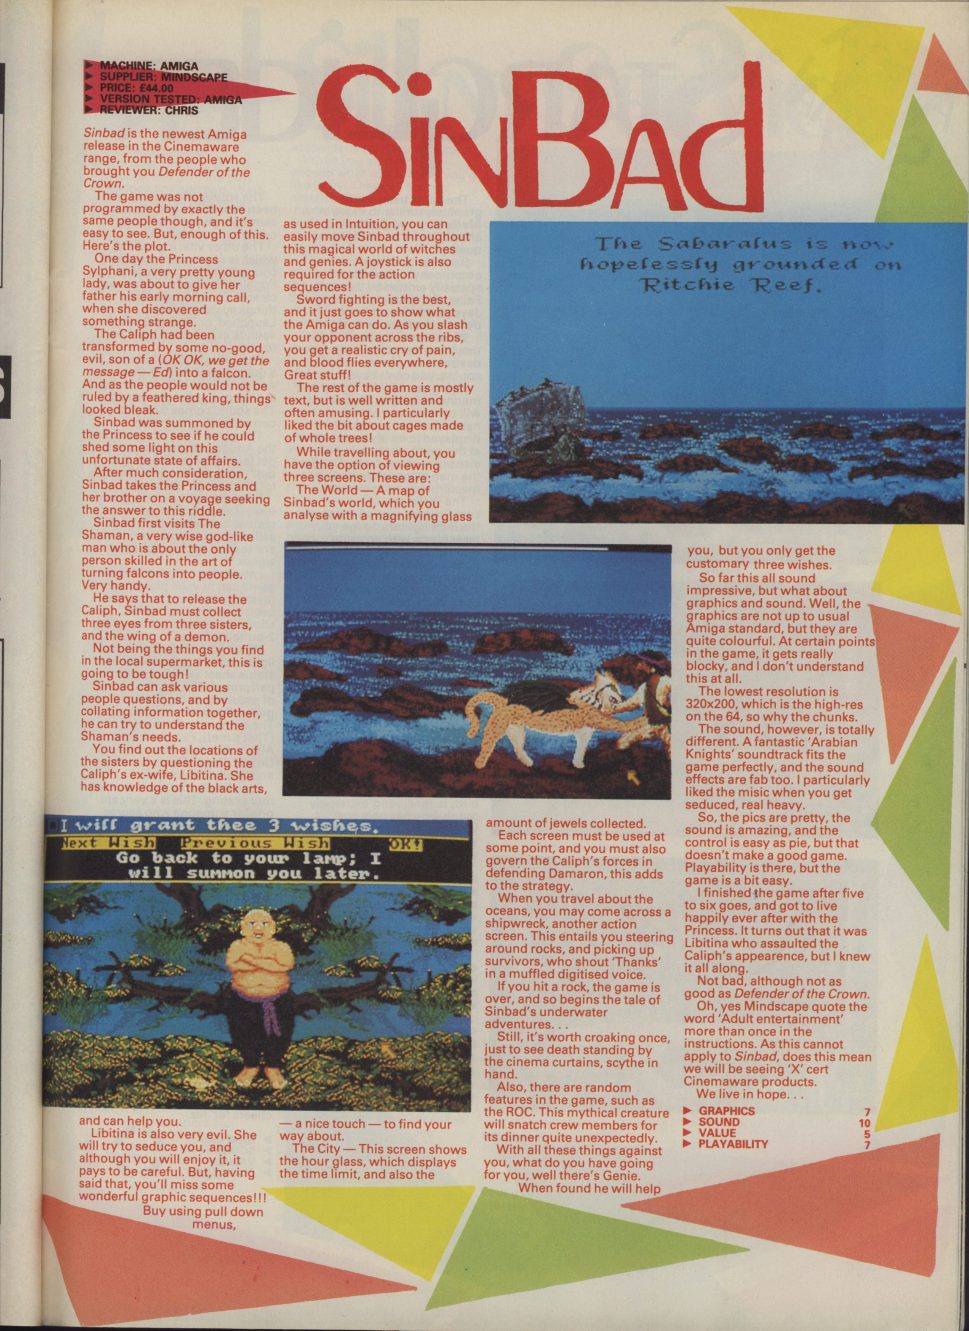 MACHINE: AMIGA
SUPPLIER: MINDSCAPE
PRICE: £44.00
VERSION TESTED: AMIGA
REVIEWER: CHRIS
SinBad
Sinbad is the newest Amiga
release in the Cinemaware
range, from the people who
brought you Defender of the
Crown.
The game was not
programmed by exactly the
same people though, and it's
easy to see. But, enough of this.
Here's the plot.
One day the Princess
Sylphani, a very pretty young
lady, was about to give her
father his early morning call,
when she discovered
something strange.
The Caliph had been
transformed by some no-good,
evil, son of a (OK OK, we get the
message — Ed) into a falcon.
And as the people would not be
ruled by a feathered king, things
looked bleak.
Sinbad was summoned by
the Princess to see if he could
shed some light on this
unfortunate state of affairs.
After much consideration,
Sinbad takes the Princess and
her brother on a voyage seeking
the answer to this riddle.
Sinbad first visits The
Shaman, a very wise god-like
man who is about the only
person skilled in the art of
turning falcons into people.
Very handy.
He says that to release the
Caliph, Sinbad must collect
three eyes from three sisters,
and the wing of a demon.
Not being the things you find
in the local supermarket, this is
going to be tough!
Sinbad can ask various
people questions, and by
collating information together,
he can try to understand the
Shaman's needs.
You find out the locations of
the sisters by questioning the
Caliph's ex-wife, Libitina. She
has knowledge of the black arts,
I will grant thee 3 wishes.
Next Wish Previous Wish OK!
Go back to your lamp; I
will summon you later.
and can help you.
Libitina is also very evil. She
will try to seduce you, and
although you will enjoy it, it
pays to be careful. But, having
said that, you'll miss some
wonderful graphic sequences!!!
Buy using pull down
menus,
as used in Intuition, you can
easily move Sinbad throughout
this magical world of witches
and genies. A joystick is also
required for the action
sequences!
Sword fighting is the best,
and it just goes to show what
the Amiga can do. As you slash
your opponent across the ribs,
you get a realistic cry of pain,
and blood flies everywhere,
Great stuff!
The rest of the game is mostly
text, but is well written and
often amusing. I particularly
liked the bit about cages made
of whole trees!
While travelling about, you
have the option of viewing
three screens. These are:
The World — A map of
Sinbad's world, which you
analyse with a magnifying glass
— a nice touch — to find your
way about.
The City — This screen shows
the hour glass, which displays
the time limit, and also the
The Sabaralus is now
hopelessly grounded on
Ritchie Reef.
amount of jewels collected.
Each screen must be used at
some point, and you must also
govern the Caliph's forces in
defending Damaron, this adds
to the strategy.
When you travel about the
oceans, you may come across a
shipwreck, another action
screen. This entails you steering
around rocks, and picking up
survivors, who shout 'Thanks'
in a muffled digitised voice.
If you hit a rock, the game is
over, and so begins the tale of
Sinbad's underwater
adventures. . .
Still, it's worth croaking once,
just to see death standing by
the cinema curtains, scythe in
hand.
Also, there are random
features in the game, such as
the ROC. This mythical creature
will snatch crew members for
its dinner quite unexpectedly.
With all these things against
you, what do you have going
for you, well there's Genie.
When found he will help
you, but you only get the
customary three wishes.
So far this all sound
impressive, but what about
graphics and sound. Well, the
graphics are not up to usual
Amiga standard, but they are
quite colourful. At certain points
in the game, it gets really
blocky, and I don't understand
this at all.
The lowest resolution is
320x200, which is the high-res
on the 64, so why the chunks.
The sound, however, is totally
different. A fantastic 'Arabian
Knights' soundtrack fits the
game perfectly, and the sound
effects are fab too. I particularly
liked the misic when you get
seduced, real heavy.
So, the pics are pretty, the
sound is amazing, and the
control is easy as pie, but that
doesn't make a good game.
Playability is there, but the
game is a bit easy.
I finished the game after five
to six goes, and got to live
happily ever after with the
Princess. It turns out that it was
Libitina who assaulted the
Caliph's appearence, but I knew
it all along.
Not bad, although not as
good as Defender of the Crown.
Oh, yes Mindscape quote the
word 'Adult entertainment'
more than once in the
instructions. As this cannot
apply to Sinbad, does this mean
we will be seeing 'X' cert
Cinemaware products.
We live in hope. . .
GRAPHICS 7
SOUND 10
VALUE 5
PLAYABILITY 7